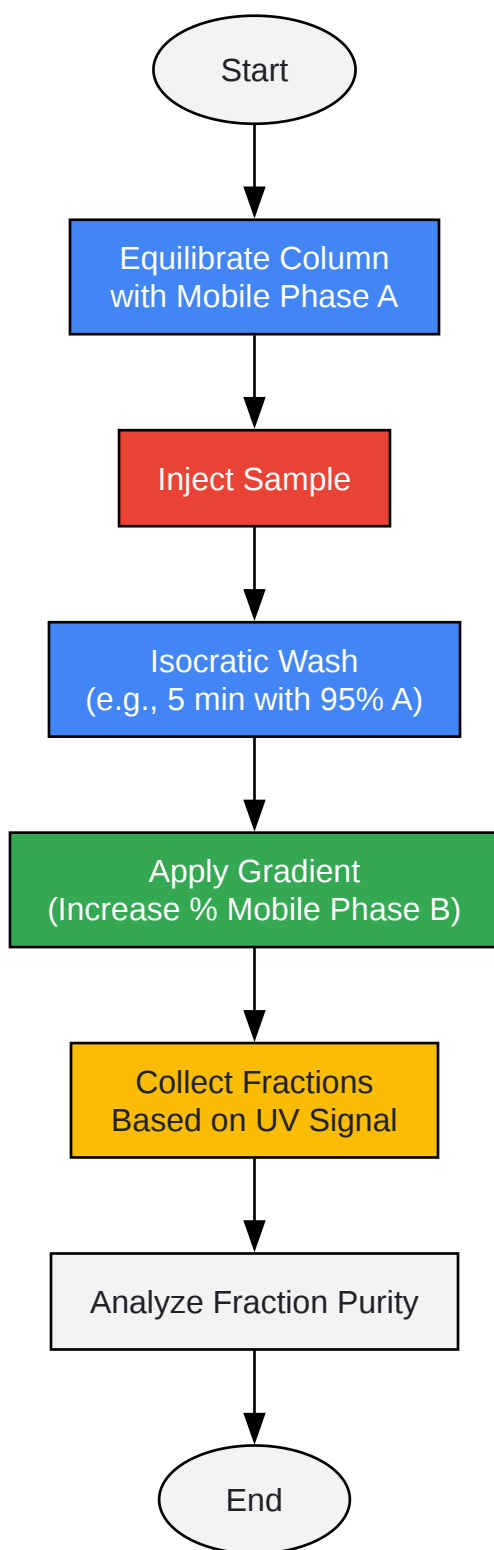 Start
Equilibrate Column
with Mobile Phase A
Inject Sample
Isocratic Wash
(e.g., 5 min with 95% A)
Apply Gradient
(Increase % Mobile Phase B)
Collect Fractions
Based on UV Signal
Analyze Fraction Purity
End